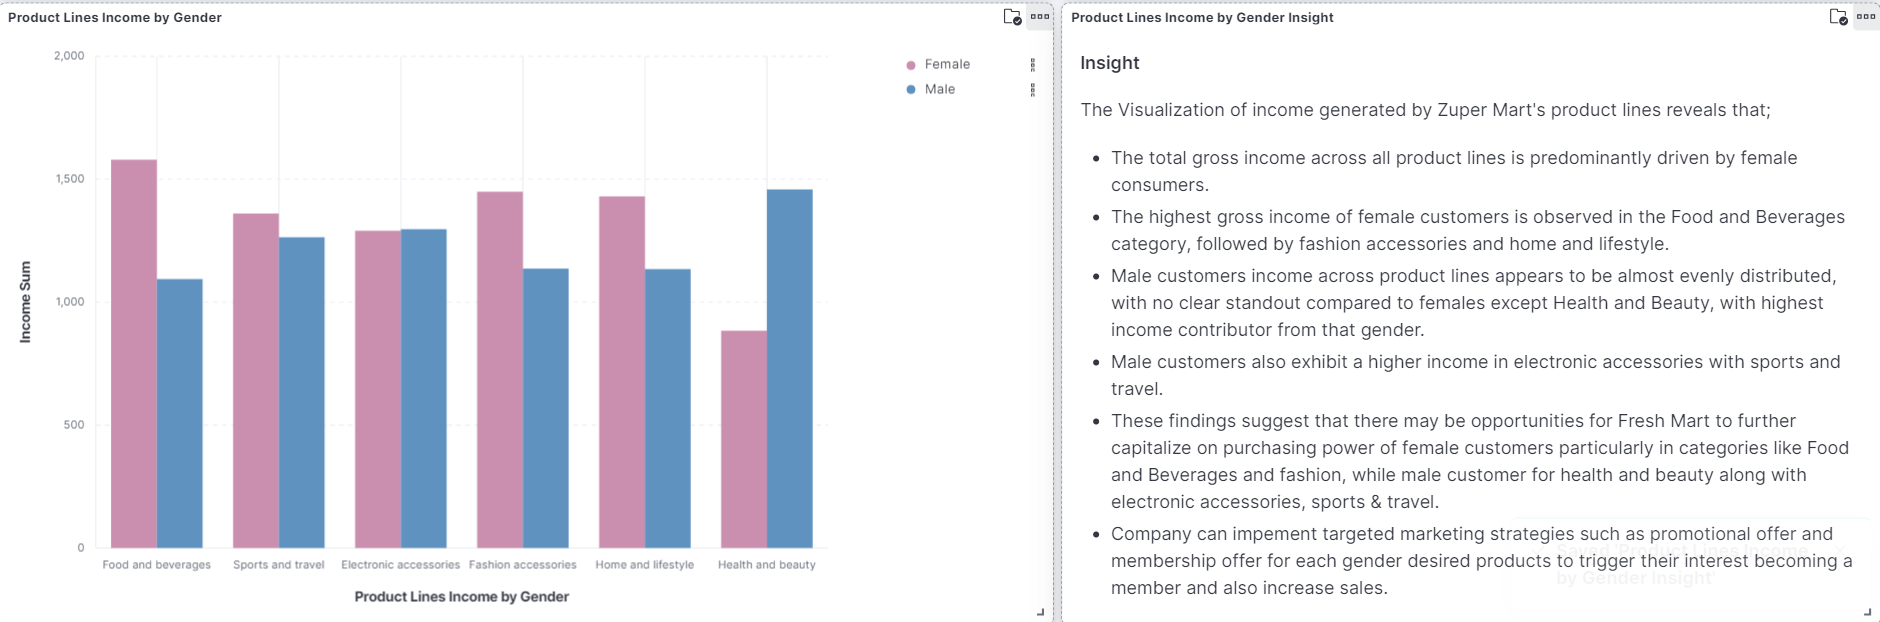 Product Lines Income by Gender
2,000
1,500
1,000
500
0
Income Sum
Food and beverages
Sports and travel
Electronic accessories
Fashion accessories
Home and lifestyle
Health and beauty
Product Lines Income by Gender
Female
Male
Product Lines Income by Gender Insight
Insight
The Visualization of income generated by Zuper Mart's product lines reveals that;
The total gross income across all product lines is predominantly driven by female
consumers.
The highest gross income of female customers is observed in the Food and Beverages
category, followed by fashion accessories and home and lifestyle.
Male customers income across product lines appears to be almost evenly distributed,
with no clear standout compared to females except Health and Beauty, with highest
income contributor from that gender.
Male customers also exhibit a higher income in electronic accessories with sports and
travel.
These findings suggest that there may be opportunities for Fresh Mart to further
capitalize on purchasing power of female customers particularly in categories like Food
and Beverages and fashion, while male customer for health and beauty along with
electronic accessories, sports & travel.
Company can impement targeted marketing strategies such as promotional offer and
membership offer for each gender desired products to trigger their interest becoming a
member and also increase sales.
Saved 'Product Lines Income
by Gender Insight'